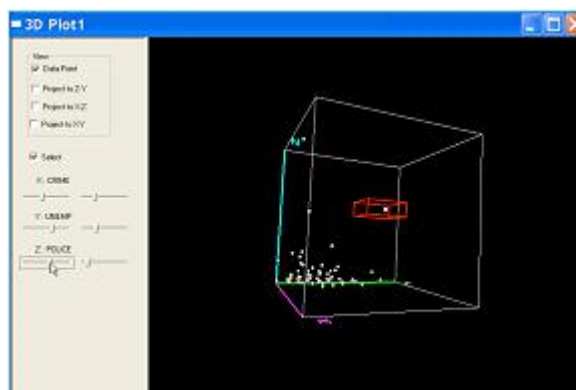 3D Plot1
View
Data Point
Project to Z-Y
Project to X-Z
Project to X-Y
Select
X: CRIME
Y: UNEMP
Z: POLICE